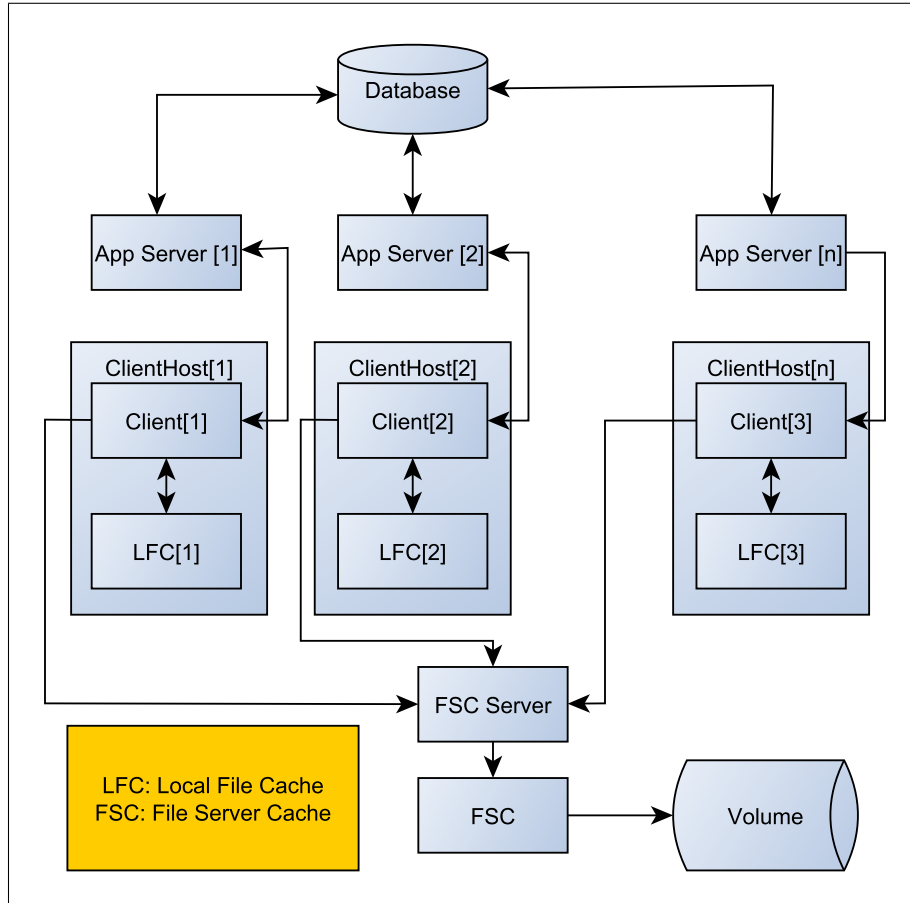 Database
App Server [1]
App Server [2]
App Server [n]
ClientHost[1]
ClientHost[2]
ClientHost[n]
Client[1]
Client[2]
Client[3]
LFC[1]
LFC[2]
LFC[3]
FSC Server
LFC: Local File Cache
FSC: File Server Cache
FSC
Volume